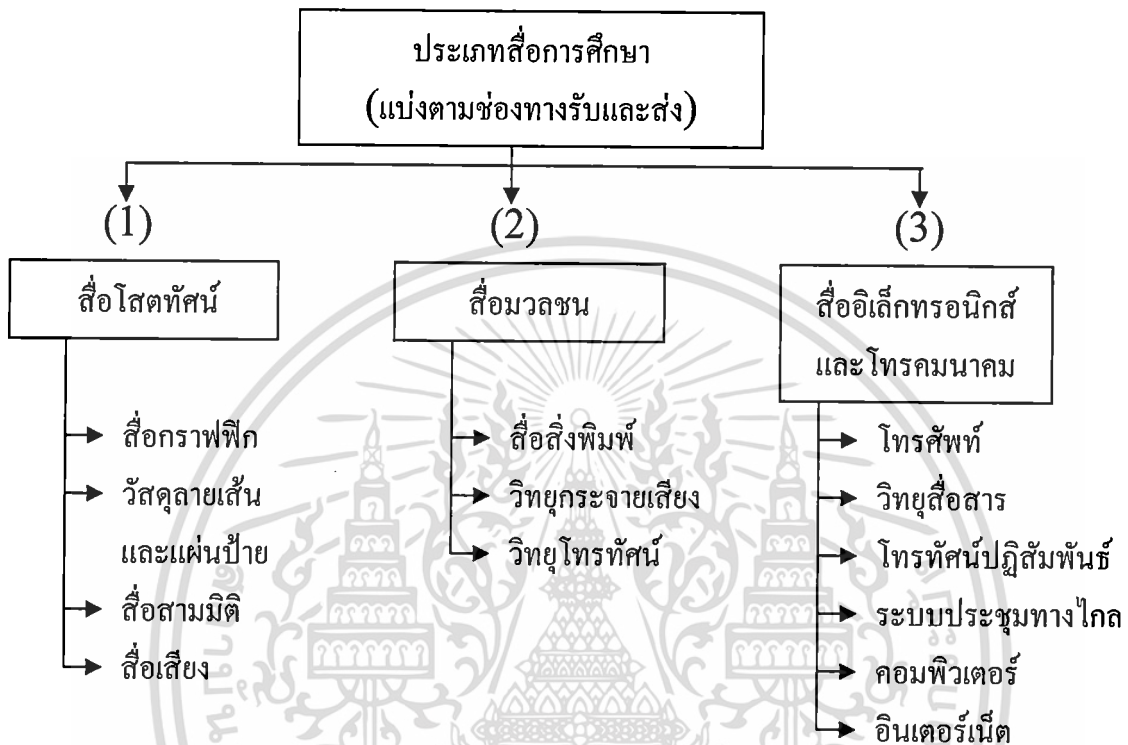 ประเภทสื่อการศึกษา
(แบ่งตามช่องทางรับและส่ง)
(1)
สื่อโสตทัศน์
สื่อกราฟฟิก
วัสดุลายเส้น
และแผ่นป้าย
สื่อสามมิติ
สื่อเสียง
(2)
สื่อมวลชน
สื่อสิ่งพิมพ์
วิทยุกระจายเสียง
วิทยุโทรทัศน์
(3)
สื่ออิเล็กทรอนิกส์
และโทรคมนาคม
โทรศัพท์
วิทยุสื่อสาร
โทรทัศน์ปฏิสัมพันธ์
ระบบประชุมทางไกล
คอมพิวเตอร์
อินเตอร์เน็ต